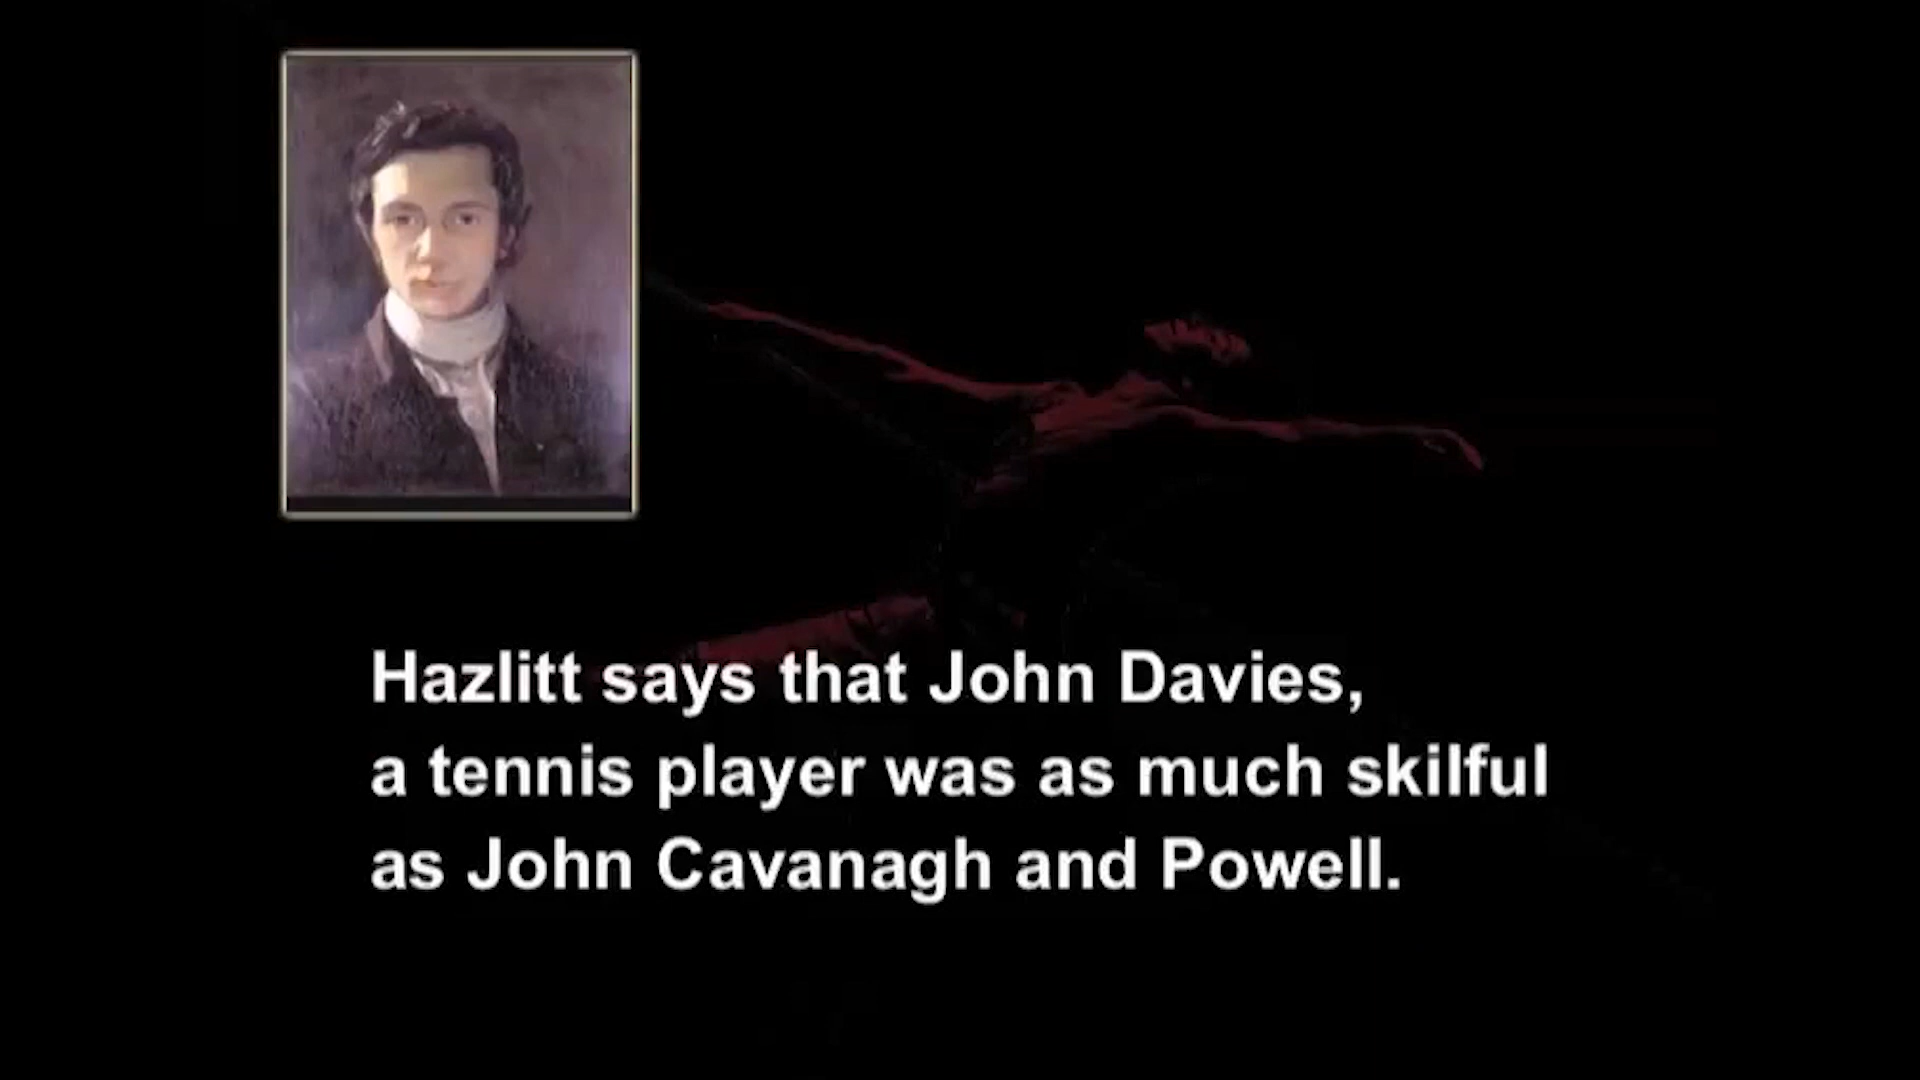 Hazlitt says that John Davies,
a tennis player was as much skilful
as John Cavanagh and Powell.